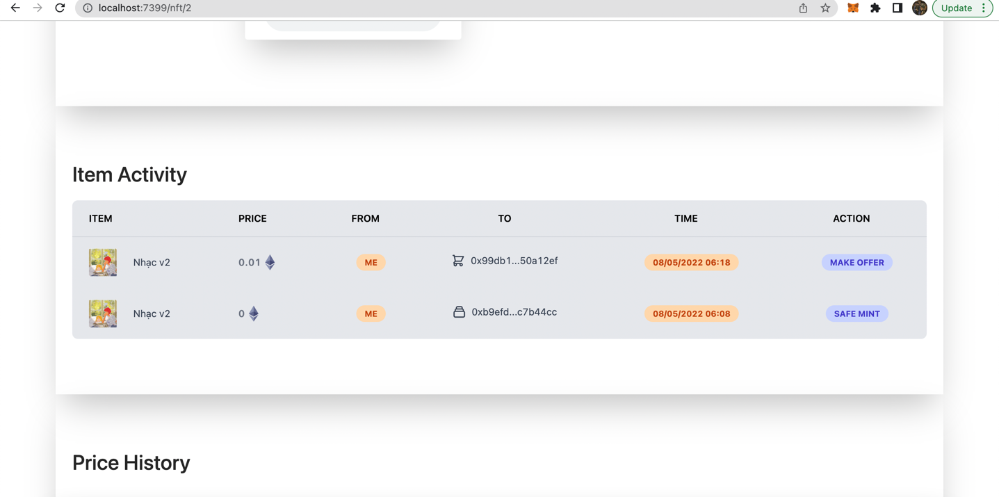 localhost:7399/nft/2
Update
Item Activity
ITEM PRICE FROM TO TIME ACTION
Nhạc v2 0.01 ME 0x99db1...50a12ef 08/05/2022 06:18 MAKE OFFER
Nhạc v2 0 ME 0xb9efd...c7b44cc 08/05/2022 06:08 SAFE MINT
Price History